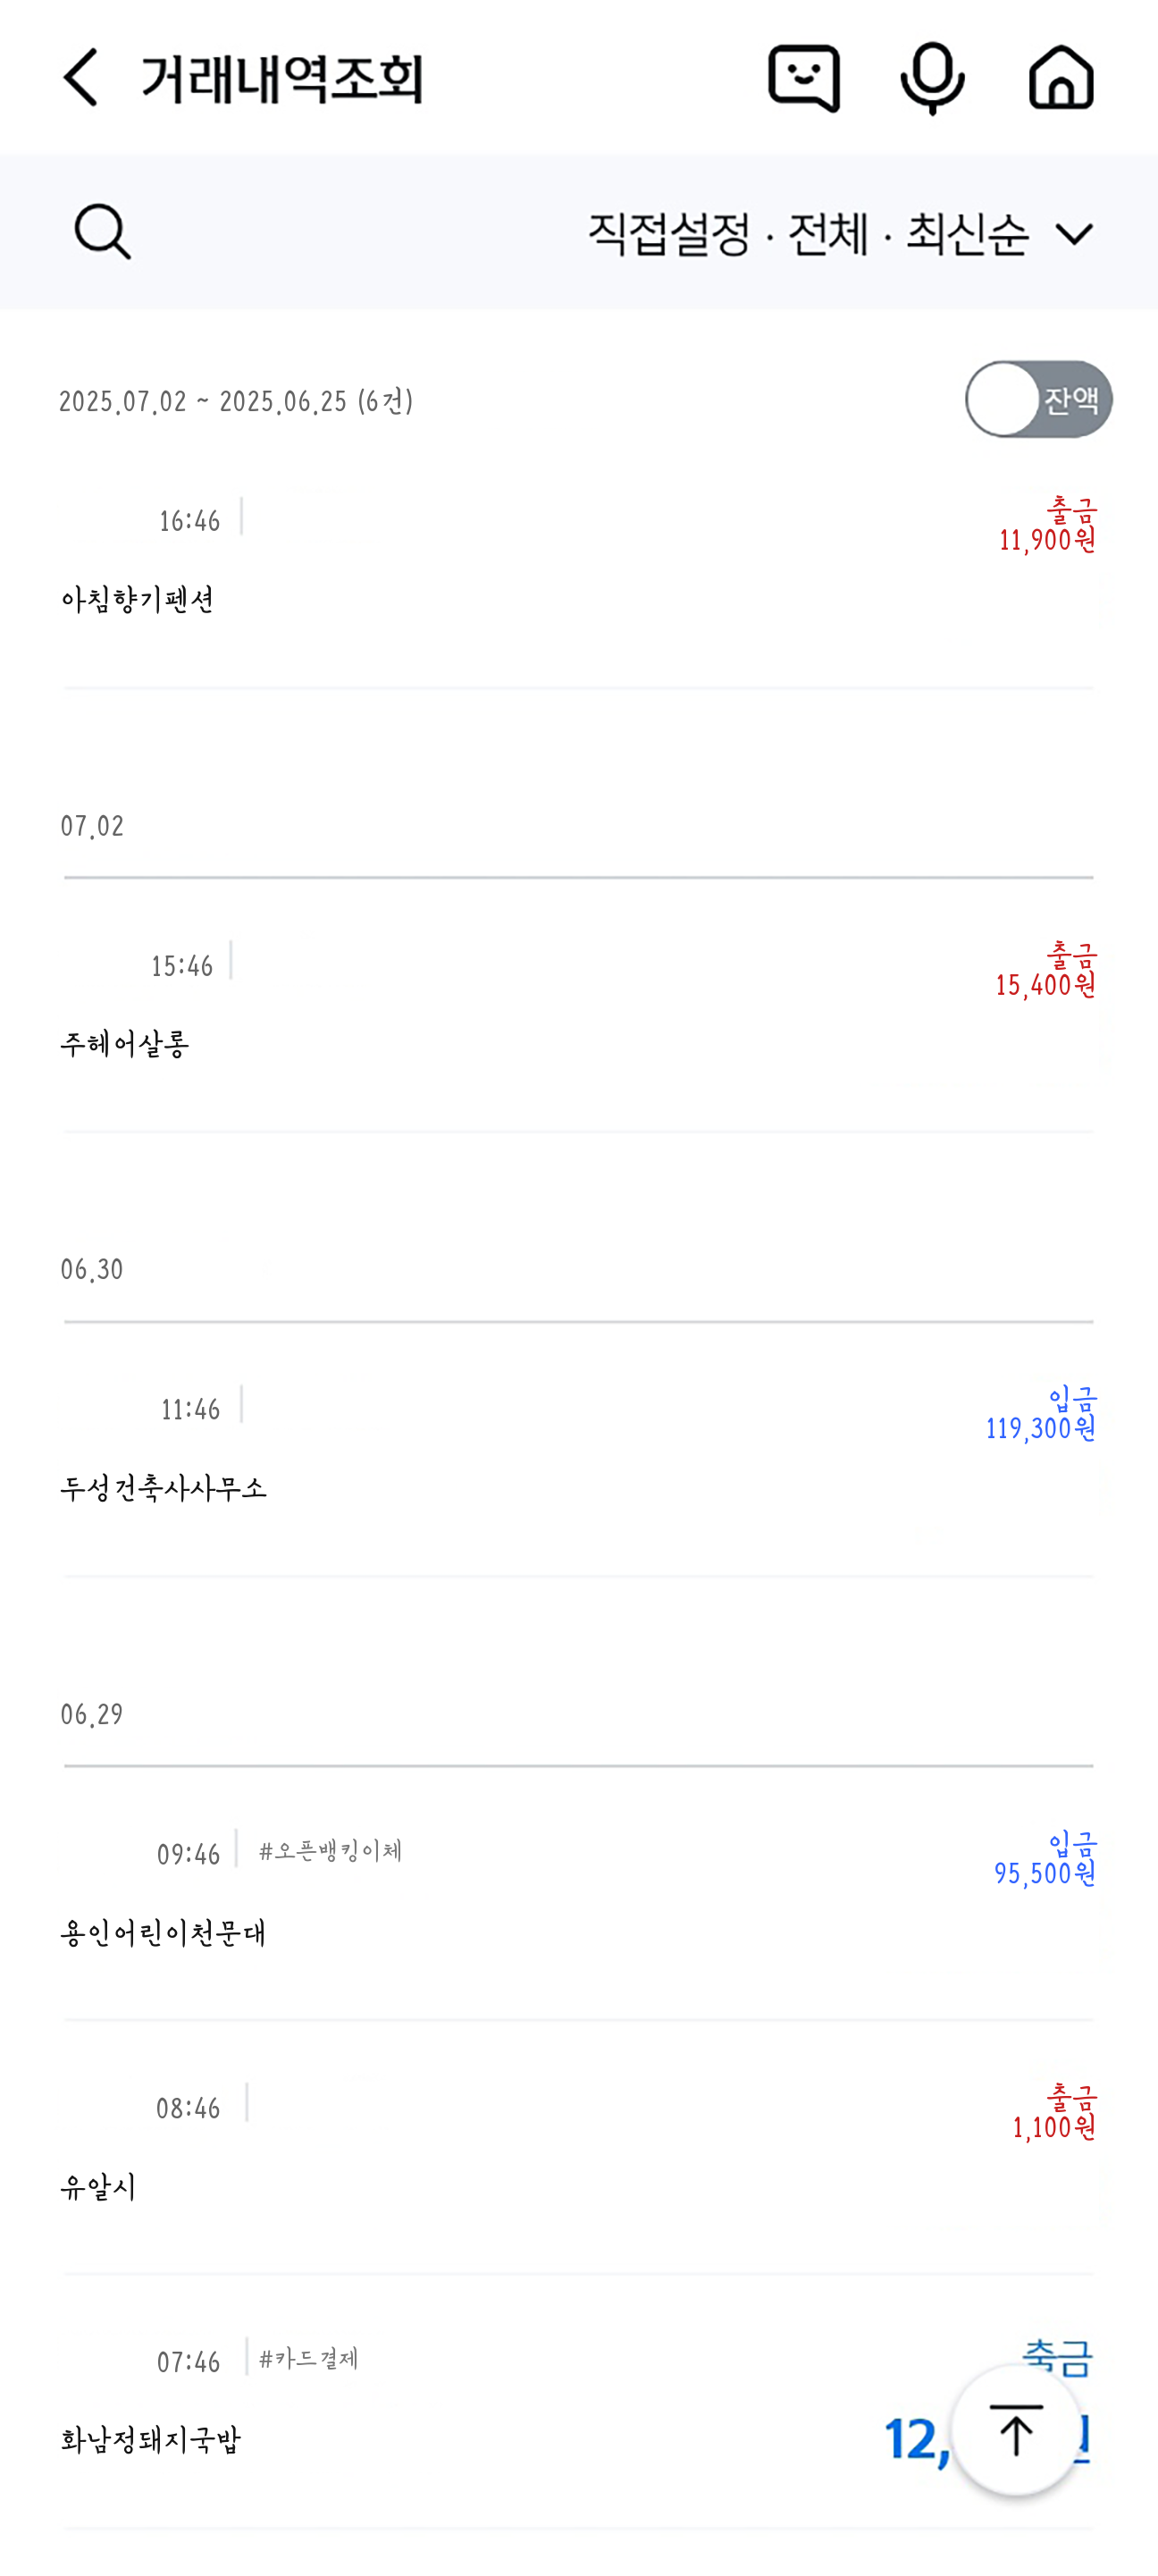 거래내역조회
직접설정 · 전체 · 최신순
2025.07.02 ~ 2025.06.25 (6건)
잔액
16:46
출금
11,900원
아침향기펜션
07.02
15:46
출금
15,400원
주헤어살롱
06.30
11:46
입금
119,300원
두성건축사사무소
06.29
09:46 #오픈뱅킹이체
입금
95,500원
용인어린이천문대
08:46
출금
1,100원
유알시
07:46 #카드결제
화남정돼지국밥
12,